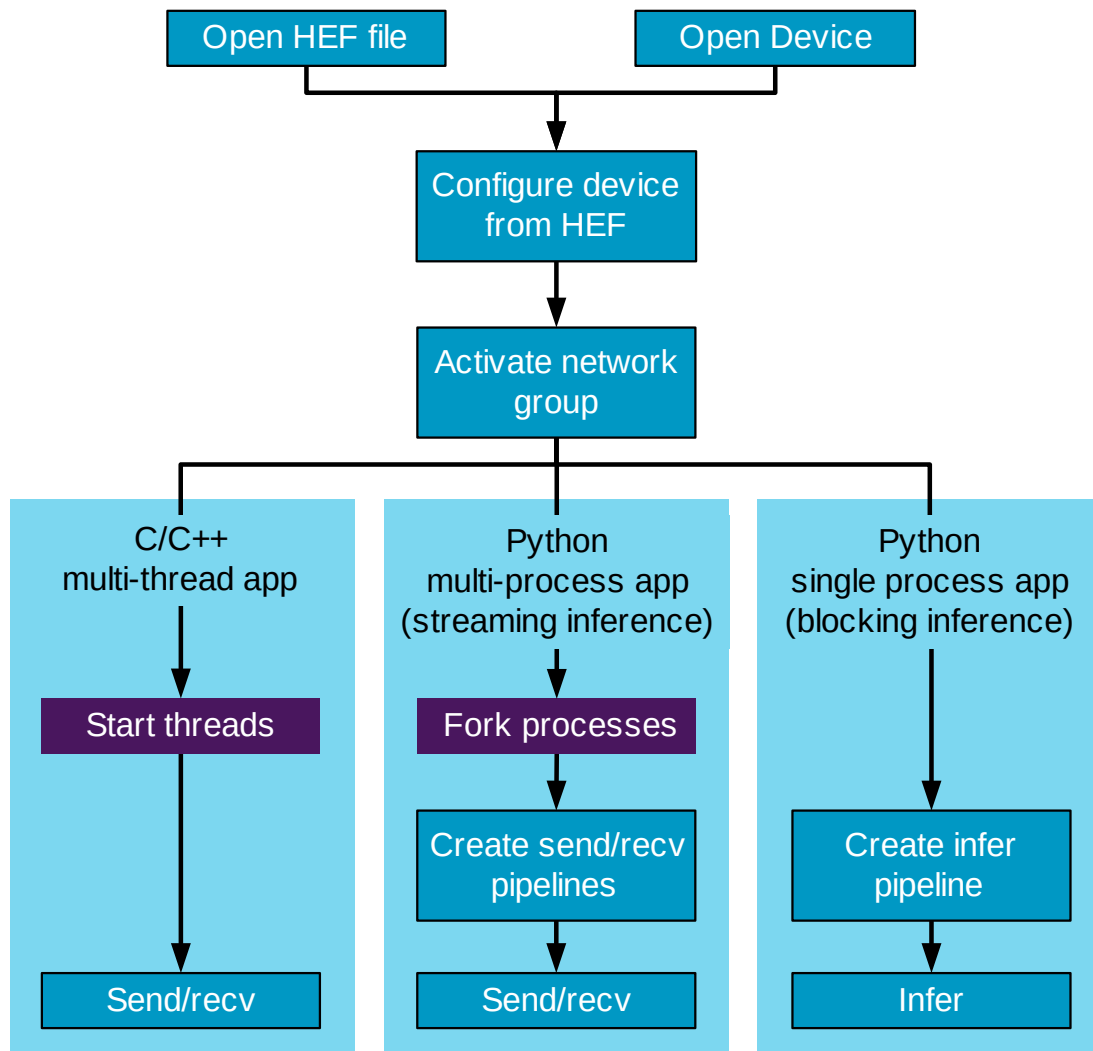 Open HEF file
Open Device
Configure device
from HEF
Activate network
group
C/C++
multi-thread app
Start threads
Send/recv
Python
multi-process app
(streaming inference)
Fork processes
Create send/recv
pipelines
Send/recv
Python
single process app
(blocking inference)
Create infer
pipeline
Infer